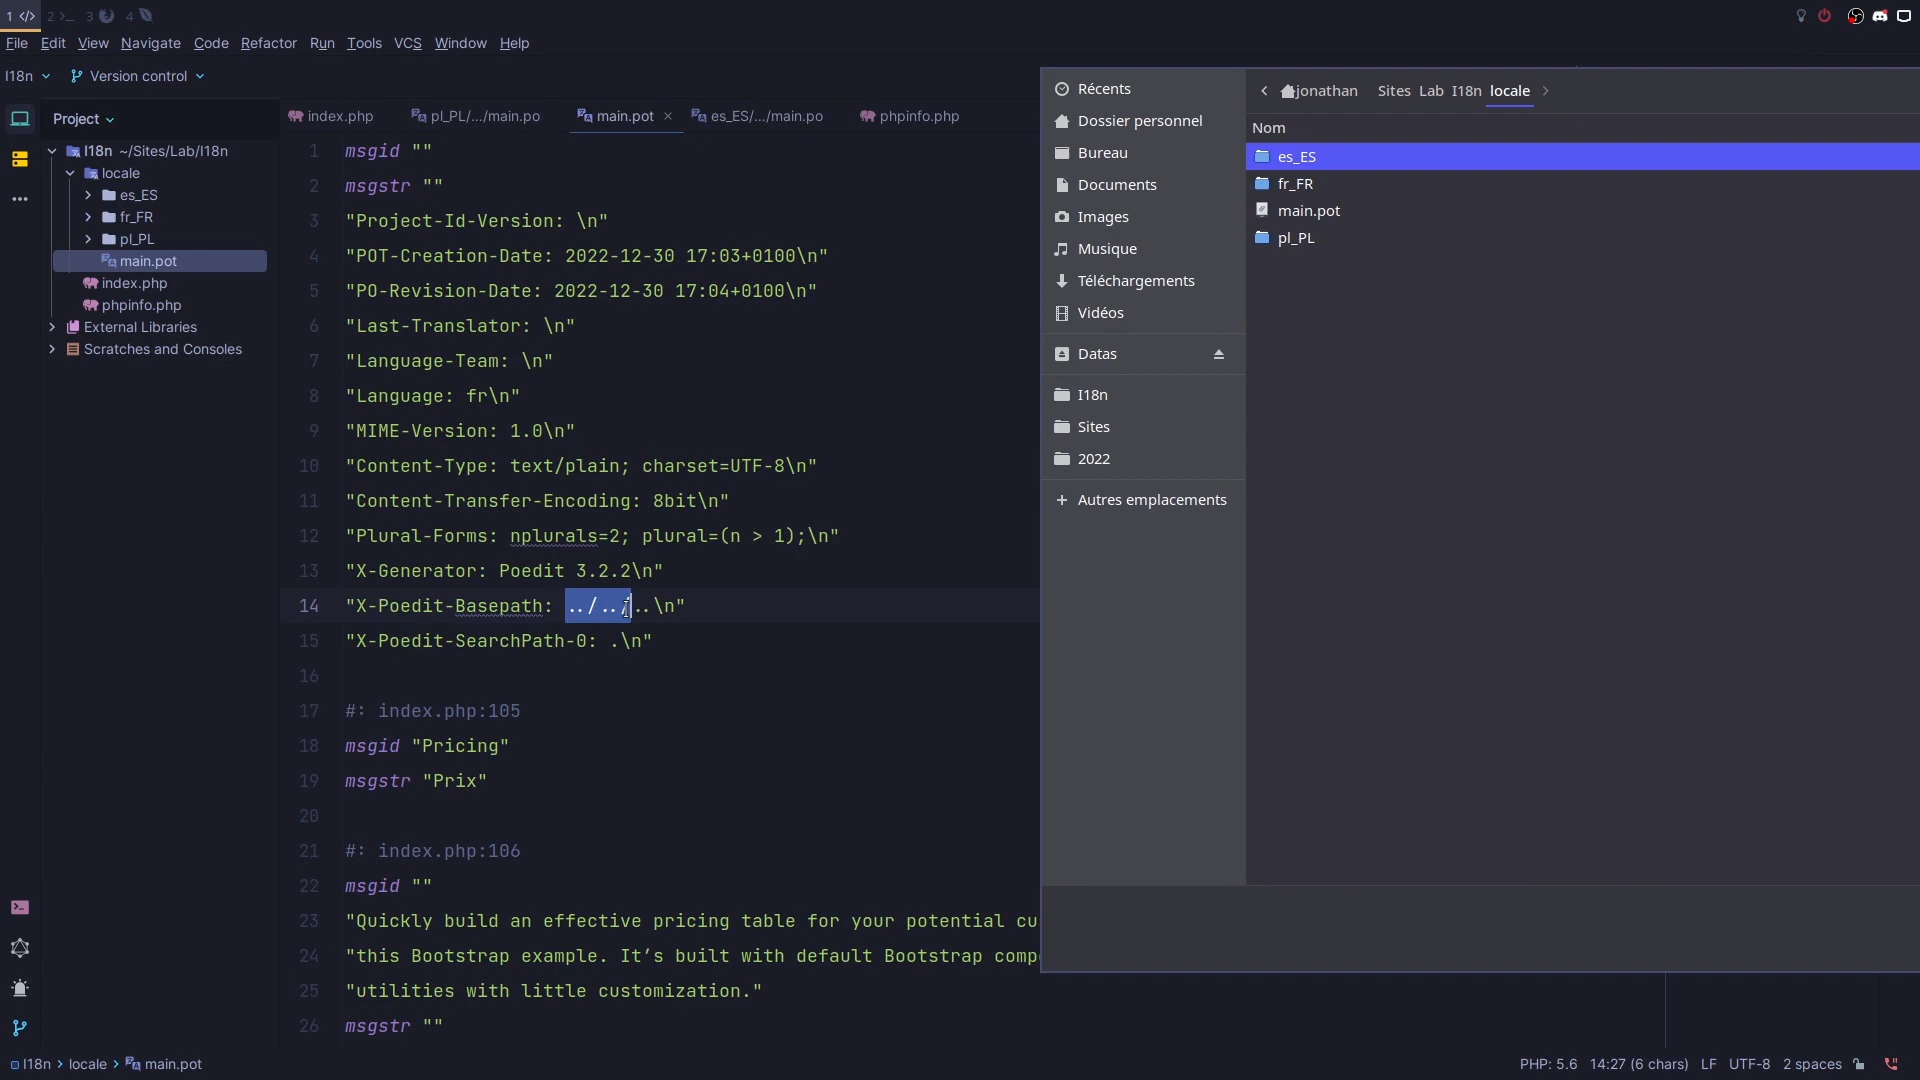 1 </> 2 >_ 3 4
File Edit View Navigate Code Refactor Run Tools VCS Window Help
I18n Version control
Project
I18n ~/Sites/Lab/I18n
locale
es_ES
fr_FR
pl_PL
main.pot
index.php
phpinfo.php
External Libraries
Scratches and Consoles
index.php pl_PL/.../main.po main.pot es_ES/.../main.po phpinfo.php
1 msgid ""
2 msgstr ""
3 "Project-Id-Version: \n"
4 "POT-Creation-Date: 2022-12-30 17:03+0100\n"
5 "PO-Revision-Date: 2022-12-30 17:04+0100\n"
6 "Last-Translator: \n"
7 "Language-Team: \n"
8 "Language: fr\n"
9 "MIME-Version: 1.0\n"
10 "Content-Type: text/plain; charset=UTF-8\n"
11 "Content-Transfer-Encoding: 8bit\n"
12 "Plural-Forms: nplurals=2; plural=(n > 1);\n"
13 "X-Generator: Poedit 3.2.2\n"
14 "X-Poedit-Basepath: ../../..\n"
15 "X-Poedit-SearchPath-0: .\n"
16
17 #: index.php:105
18 msgid "Pricing"
19 msgstr "Prix"
20
21 #: index.php:106
22 msgid ""
23 "Quickly build an effective pricing table for your potential cu
24 "this Bootstrap example. It’s built with default Bootstrap comp
25 "utilities with little customization."
26 msgstr ""
Récents
Dossier personnel
Bureau
Documents
Images
Musique
Téléchargements
Vidéos
Datas
I18n
Sites
2022
+ Autres emplacements
jonathan Sites Lab I18n locale
Nom
es_ES
fr_FR
main.pot
pl_PL
I18n > locale > main.pot
PHP: 5.6 14:27 (6 chars) LF UTF-8 2 spaces